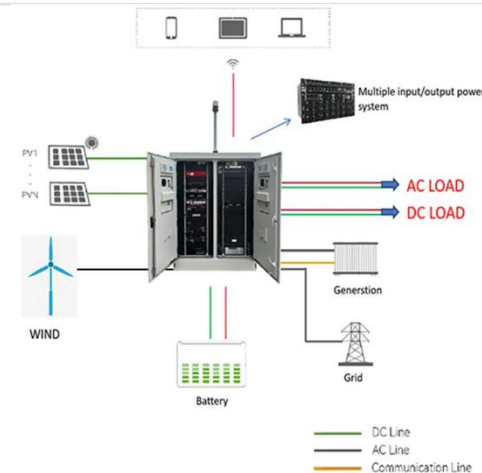 Multiple input/output power
system
PV1
PVN
AC LOAD
DC LOAD
WIND
Generstion
Battery
Grid
DC Line
AC Line
Communication Line